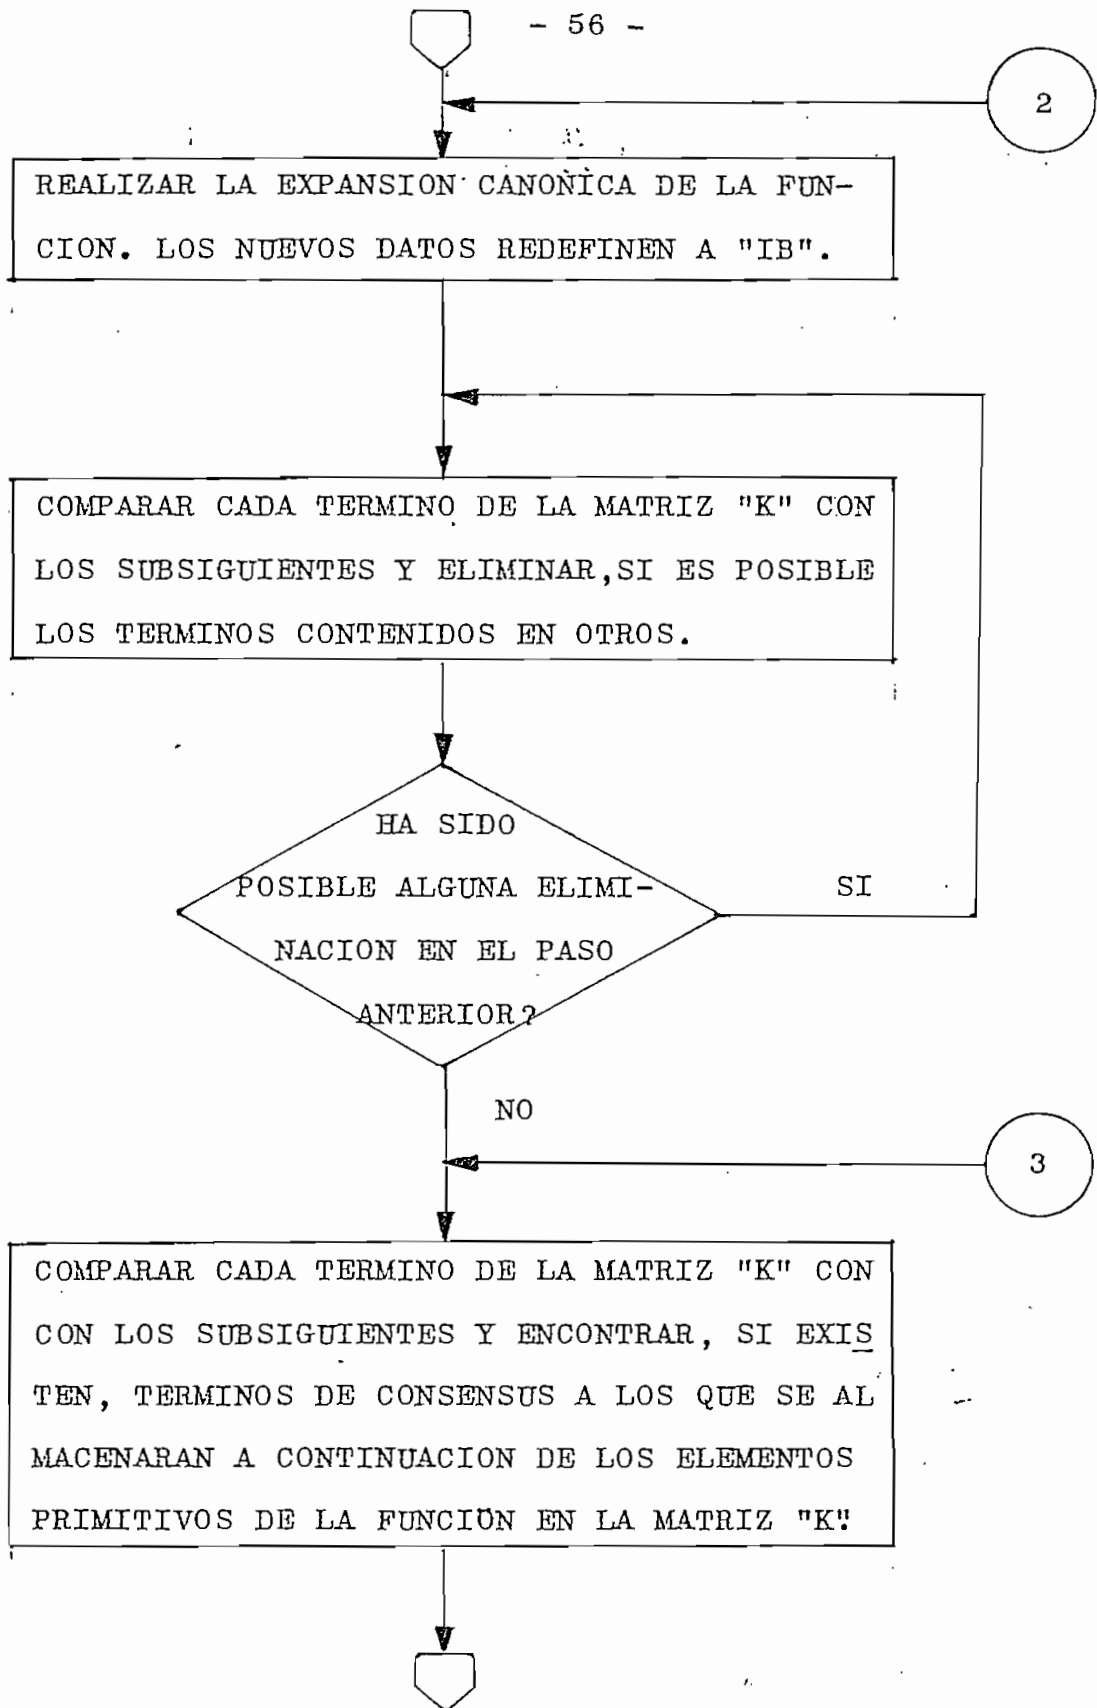 - 56 -
2
REALIZAR LA EXPANSION CANONICA DE LA FUN-
CION. LOS NUEVOS DATOS REDEFINEN A "IB".
COMPARAR CADA TERMINO DE LA MATRIZ "K" CON
LOS SUBSIGUIENTES Y ELIMINAR,SI ES POSIBLE
LOS TERMINOS CONTENIDOS EN OTROS.
HA SIDO
POSIBLE ALGUNA ELIMI-
NACION EN EL PASO
ANTERIOR?
SI
NO
3
COMPARAR CADA TERMINO DE LA MATRIZ "K" CON
CON LOS SUBSIGUIENTES Y ENCONTRAR, SI EXIS
TEN, TERMINOS DE CONSENSUS A LOS QUE SE AL
MACENARAN A CONTINUACION DE LOS ELEMENTOS
PRIMITIVOS DE LA FUNCIÓN EN LA MATRIZ "K".